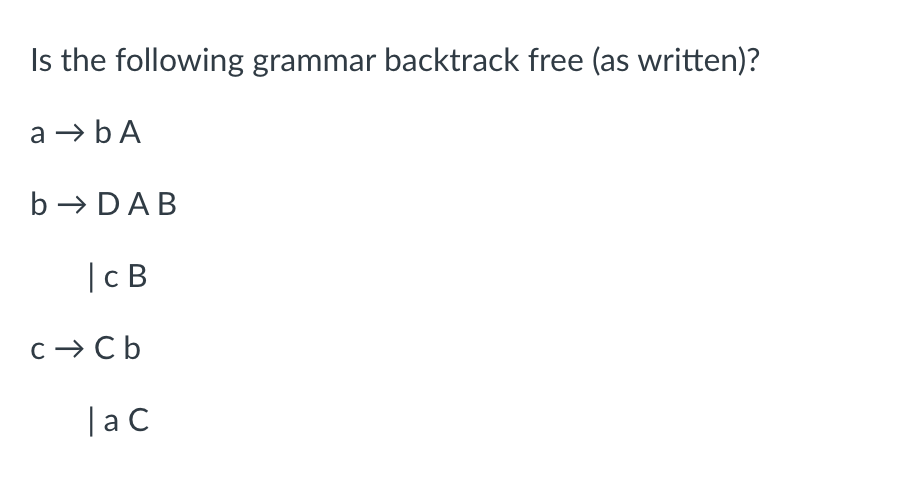 Is the following grammar backtrack free (as written)?
a → b A
b → D A B
| c B
c → C b
| a C